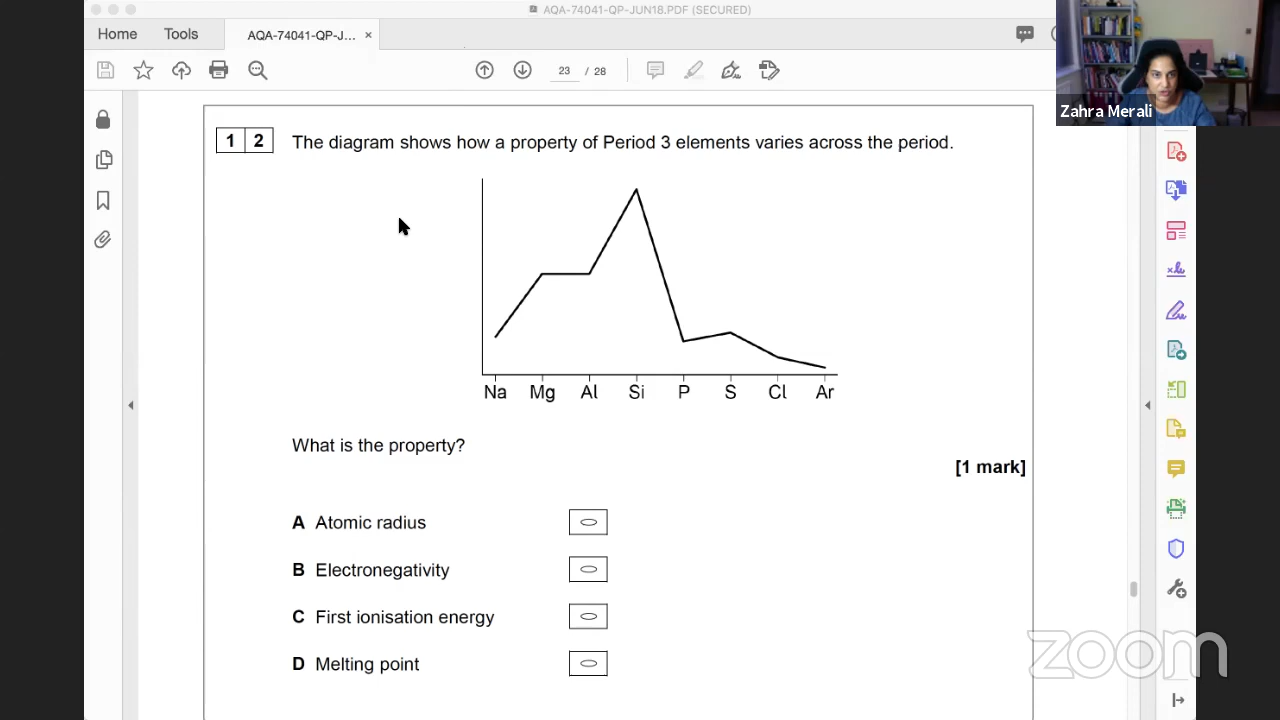 AQA-74041-QP-JUN18.PDF (SECURED)
Home Tools AQA-74041-QP-J... ×
23 / 28
Zahra Merali
1 2 The diagram shows how a property of Period 3 elements varies across the period.
Na Mg Al Si P S Cl Ar
What is the property?
[1 mark]
A Atomic radius
B Electronegativity
C First ionisation energy
D Melting point
zoom